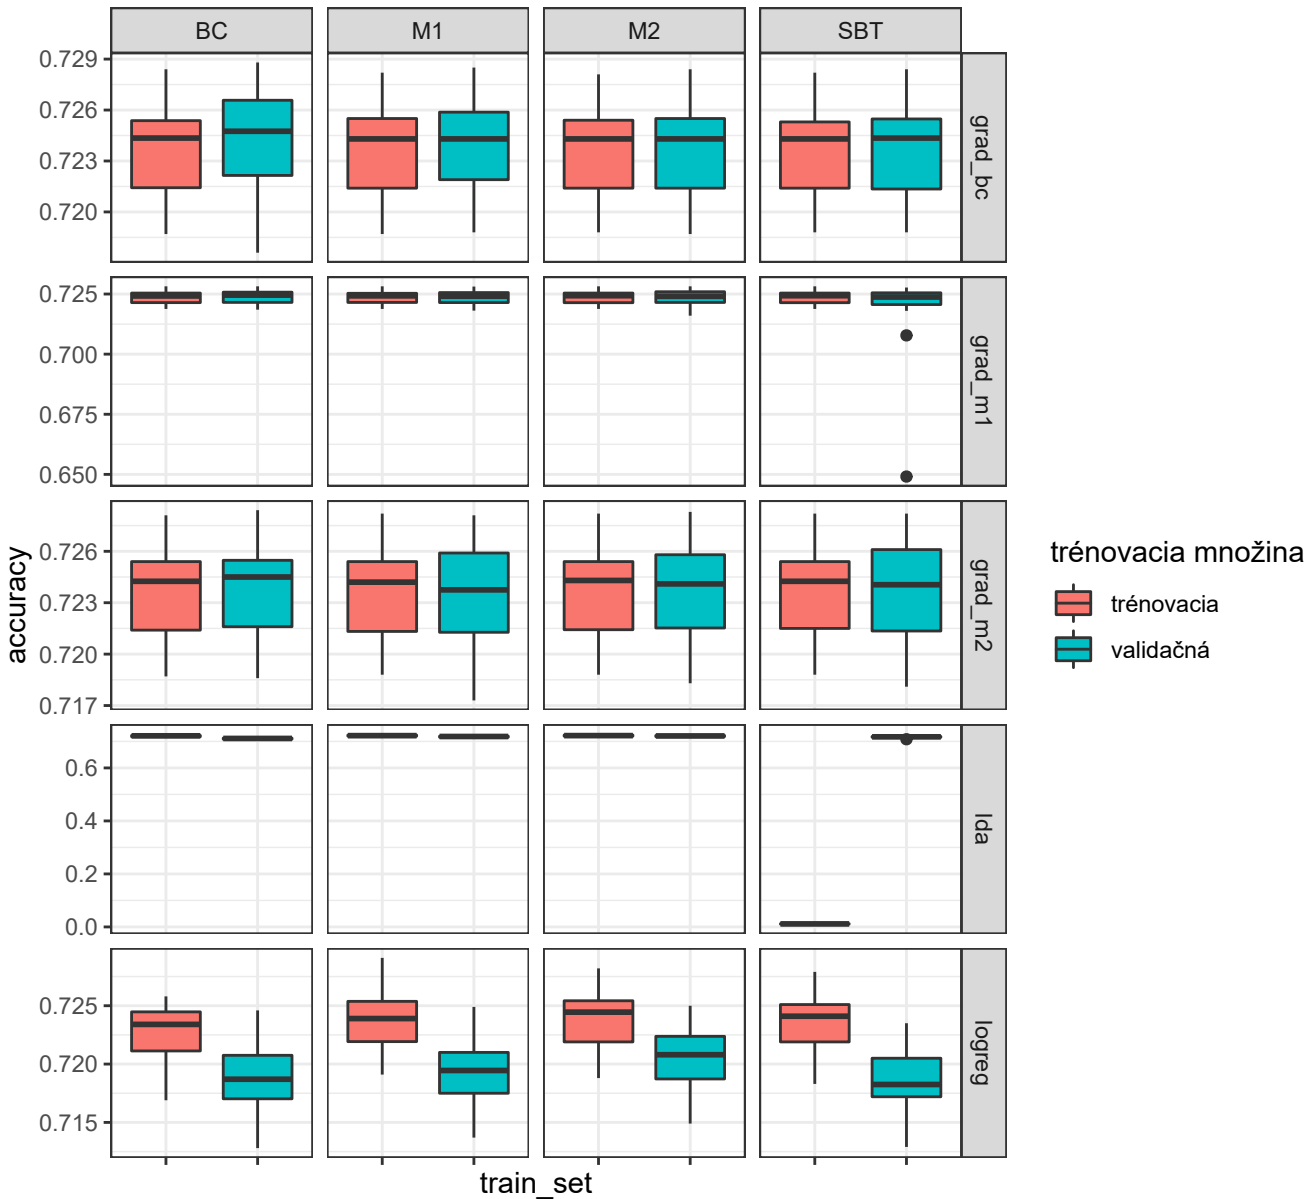 BC M1 M2 SBT
0.729
0.726
0.723
0.720
grad_bc
0.725
0.700
0.675
0.650
grad_m1
0.726
0.723
0.720
0.717
grad_m2
0.6
0.4
0.2
0.0
lda
0.725
0.720
0.715
logreg
accuracy
train_set
trénovacia množina
trénovacia
validačná